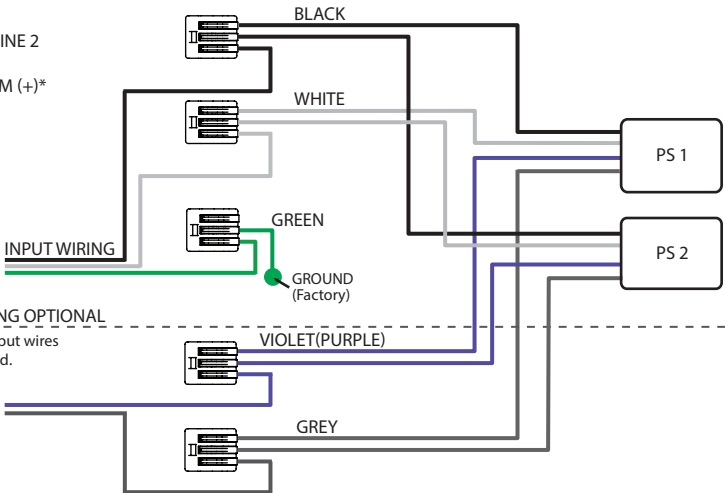 BLACK
INE 2
M (+)*
WHITE
PS 1
GREEN
INPUT WIRING
PS 2
GROUND
(Factory)
NG OPTIONAL
put wires
d.
VIOLET(PURPLE)
GREY